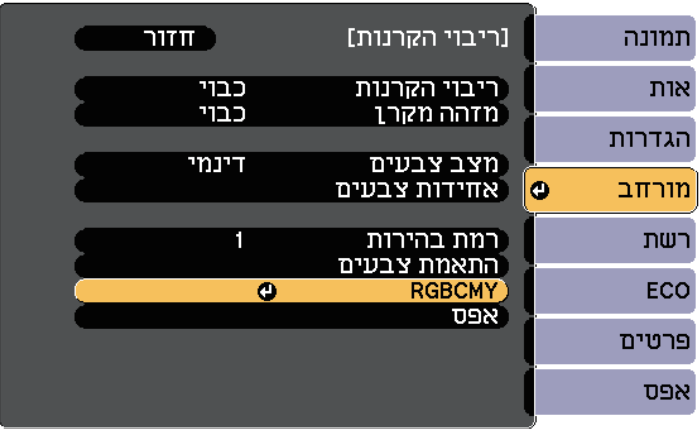 תמונה
אות
הגדרות
מורחב
רשת
ECO
פרטים
אפס
[ריבוי הקרנות] חזור
ריבוי הקרנות כבוי
מזהה מקרן כבוי
מצב צבעים דינמי
אחידות צבעים
רמת בהירות 1
התאמת צבעים
RGBCMY
אפס